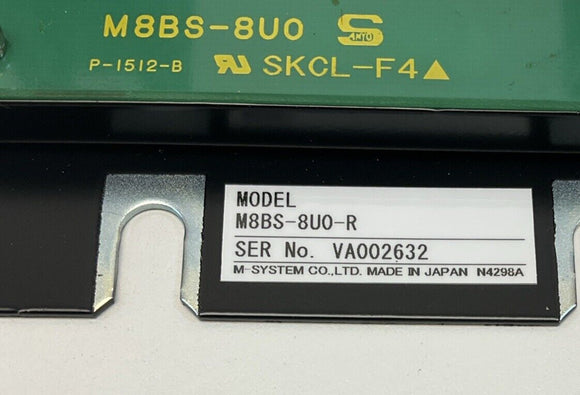 M8BS-8U0
P-1512-B
SKCL-F4▲
MODEL
M8BS-8U0-R
SER No. VA002632
M-SYSTEM CO.,LTD. MADE IN JAPAN N4298A